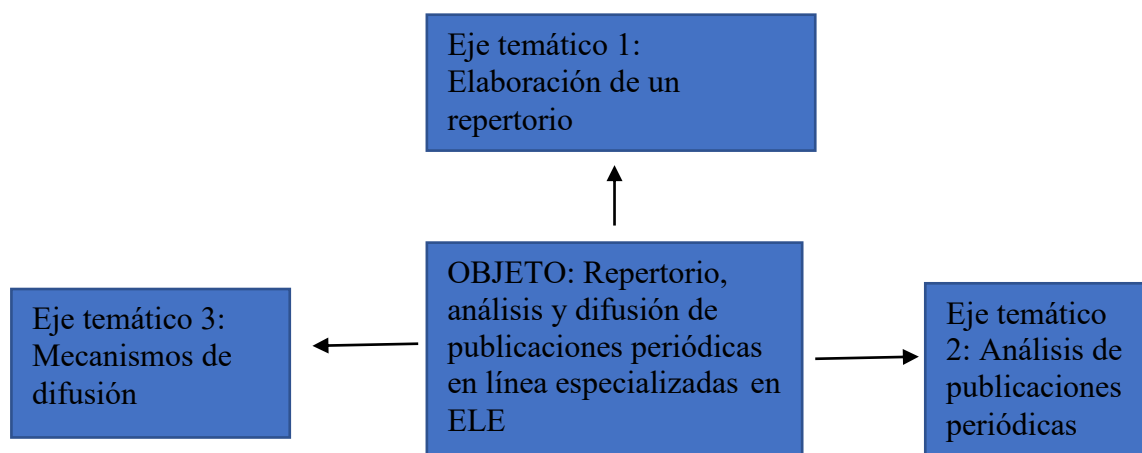 Eje temático 1:
Elaboración de un
repertorio
OBJETO: Repertorio,
análisis y difusión de
publicaciones periódicas
en línea especializadas en
ELE
Eje temático 3:
Mecanismos de
difusión
Eje temático
2: Análisis de
publicaciones
periódicas